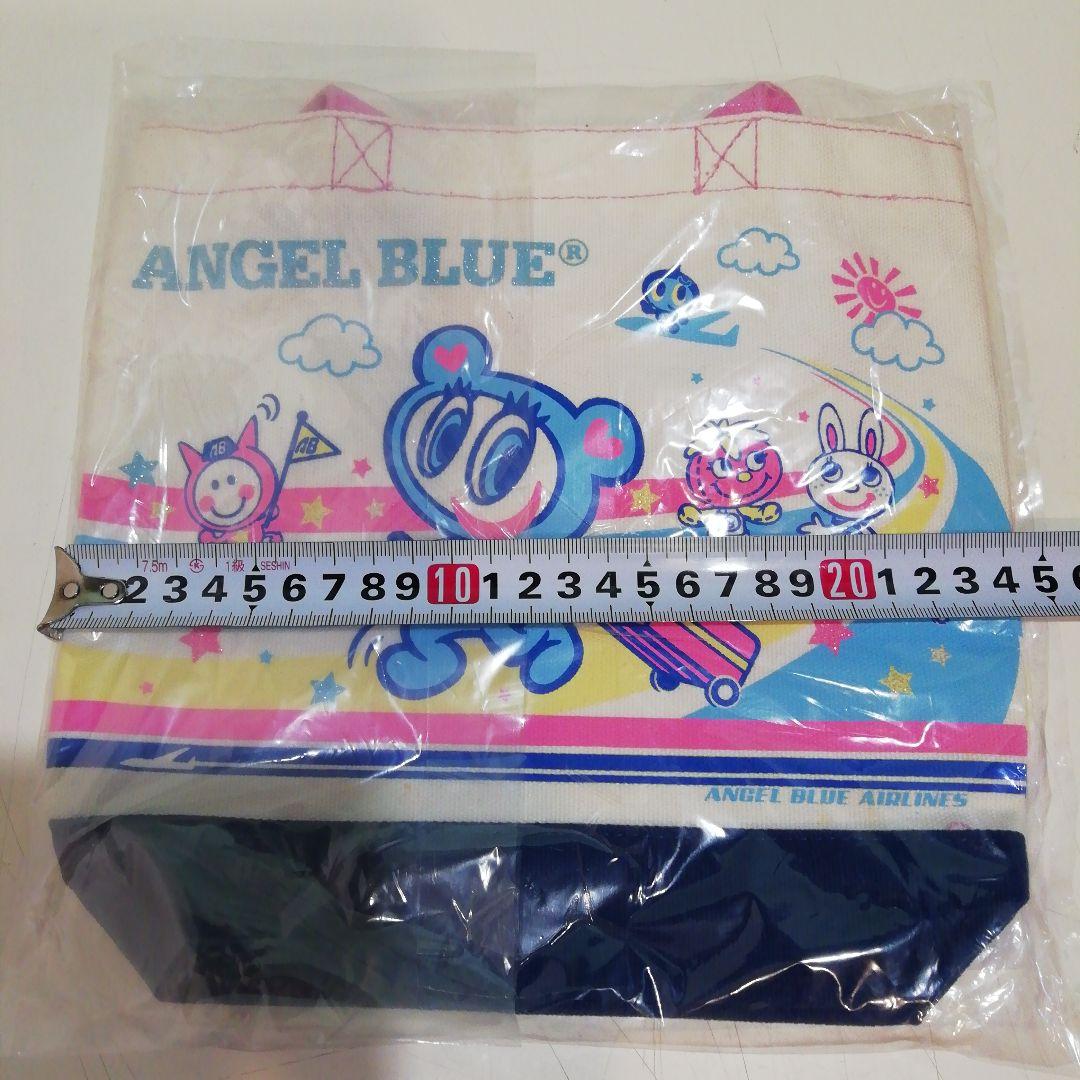 ANGEL BLUE®
AB
AB
7.5m 1級 SESHIN
2 3 4 5 6 7 8 9 10 1 2 3 4 5 6 7 8 9 20 1 2 3 4 5
ANGEL BLUE AIRLINES